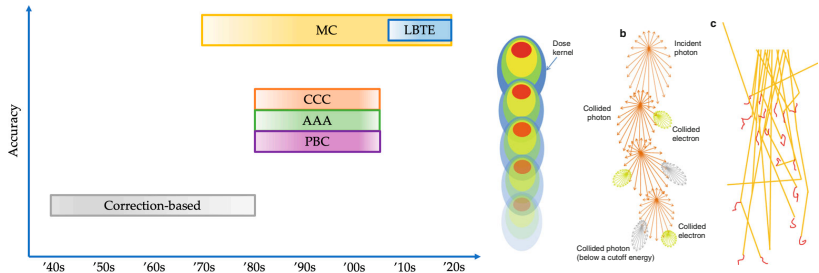 Accuracy
MC
LBTE
CCC
AAA
PBC
Correction-based
’40s ’50s ’60s ’70s ’80s ’90s ’00s ’10s ’20s
Dose
kernel
b
Incident
photon
Collided
photon
Collided
electron
Collided
electron
Collided photon
(below a cutoff energy)
c